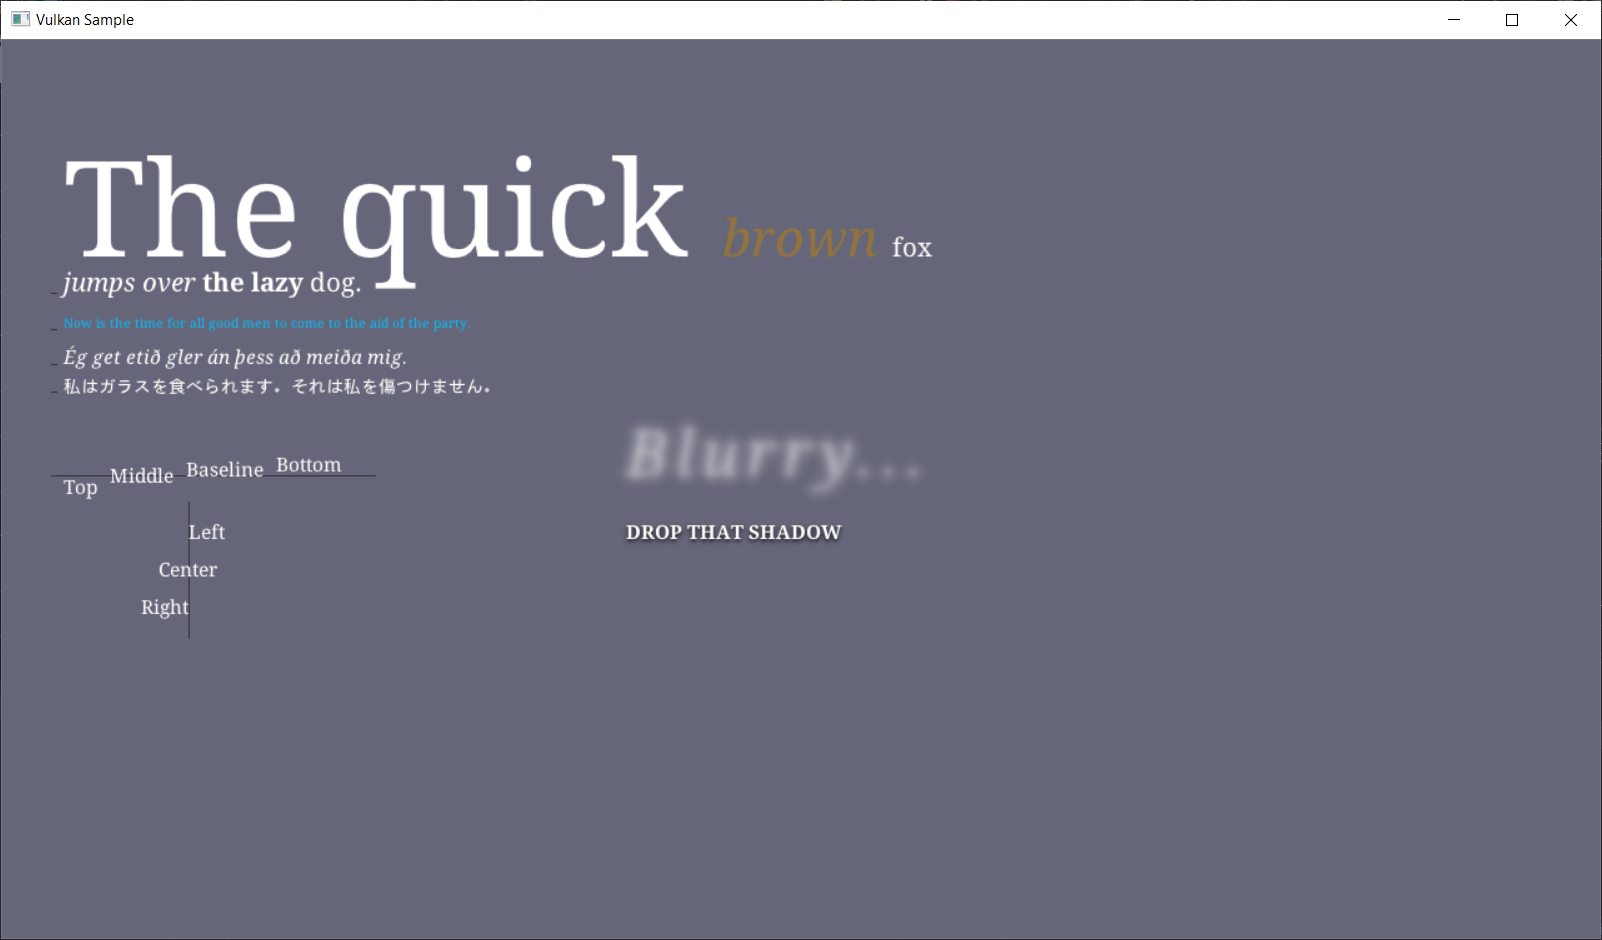 Vulkan Sample
The quick brown fox
jumps over the lazy dog.
Now is the time for all good men to come to the aid of the party.
Ég get etið gler án þess að meiða mig.
私はガラスを食べられます。それは私を傷つけません。
Blurry...
Top Middle Baseline Bottom
Left
DROP THAT SHADOW
Center
Right